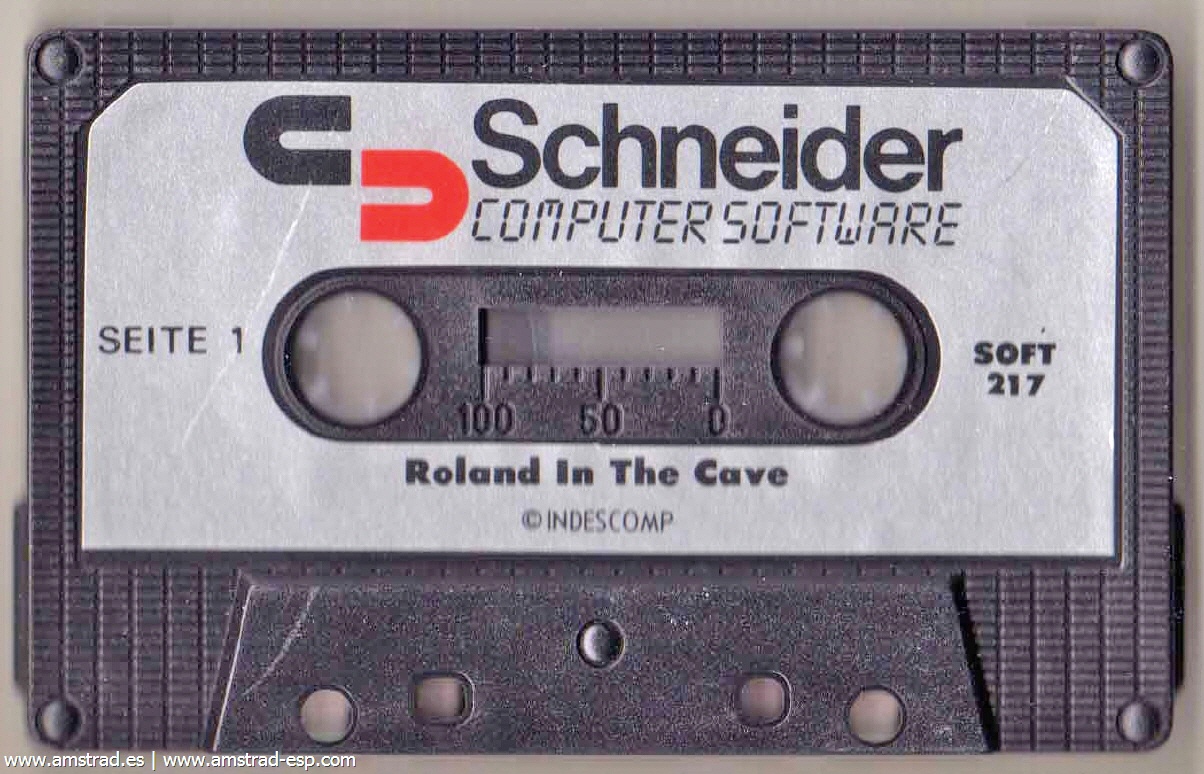 Schneider
COMPUTER SOFTWARE
SEITE 1
SOFT
217
100 50 0
Roland In The Cave
© INDESCOMP
www.amstrad.es | www.amstrad-esp.com